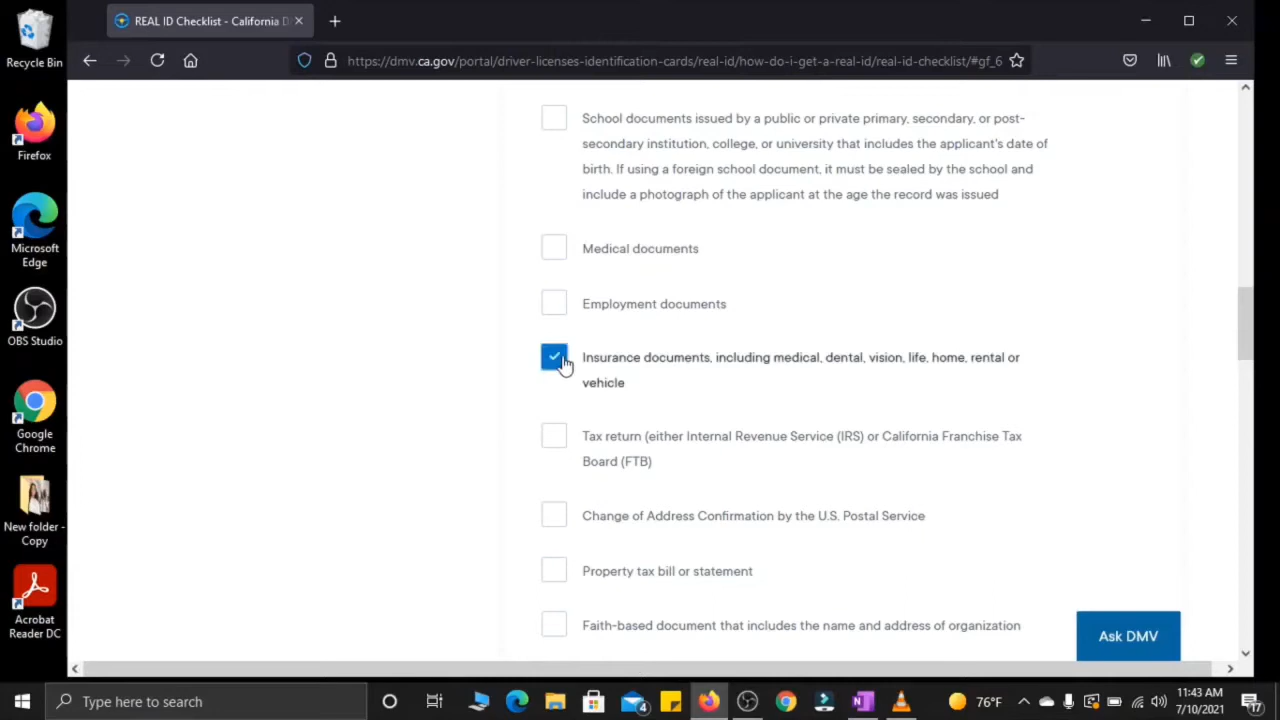 Recycle Bin
Firefox
Microsoft
Edge
OBS Studio
Google
Chrome
New folder -
Copy
Acrobat
Reader DC
REAL ID Checklist - California D
https://dmv.ca.gov/portal/driver-licenses-identification-cards/real-id/how-do-i-get-a-real-id/real-id-checklist/#gf_6
School documents issued by a public or private primary, secondary, or post-
secondary institution, college, or university that includes the applicant's date of
birth. If using a foreign school document, it must be sealed by the school and
include a photograph of the applicant at the age the record was issued
Medical documents
Employment documents
Insurance documents, including medical, dental, vision, life, home, rental or
vehicle
Tax return (either Internal Revenue Service (IRS) or California Franchise Tax
Board (FTB)
Change of Address Confirmation by the U.S. Postal Service
Property tax bill or statement
Faith-based document that includes the name and address of organization
Ask DMV
Type here to search
4
76°F
11:43 AM
7/10/2021
17